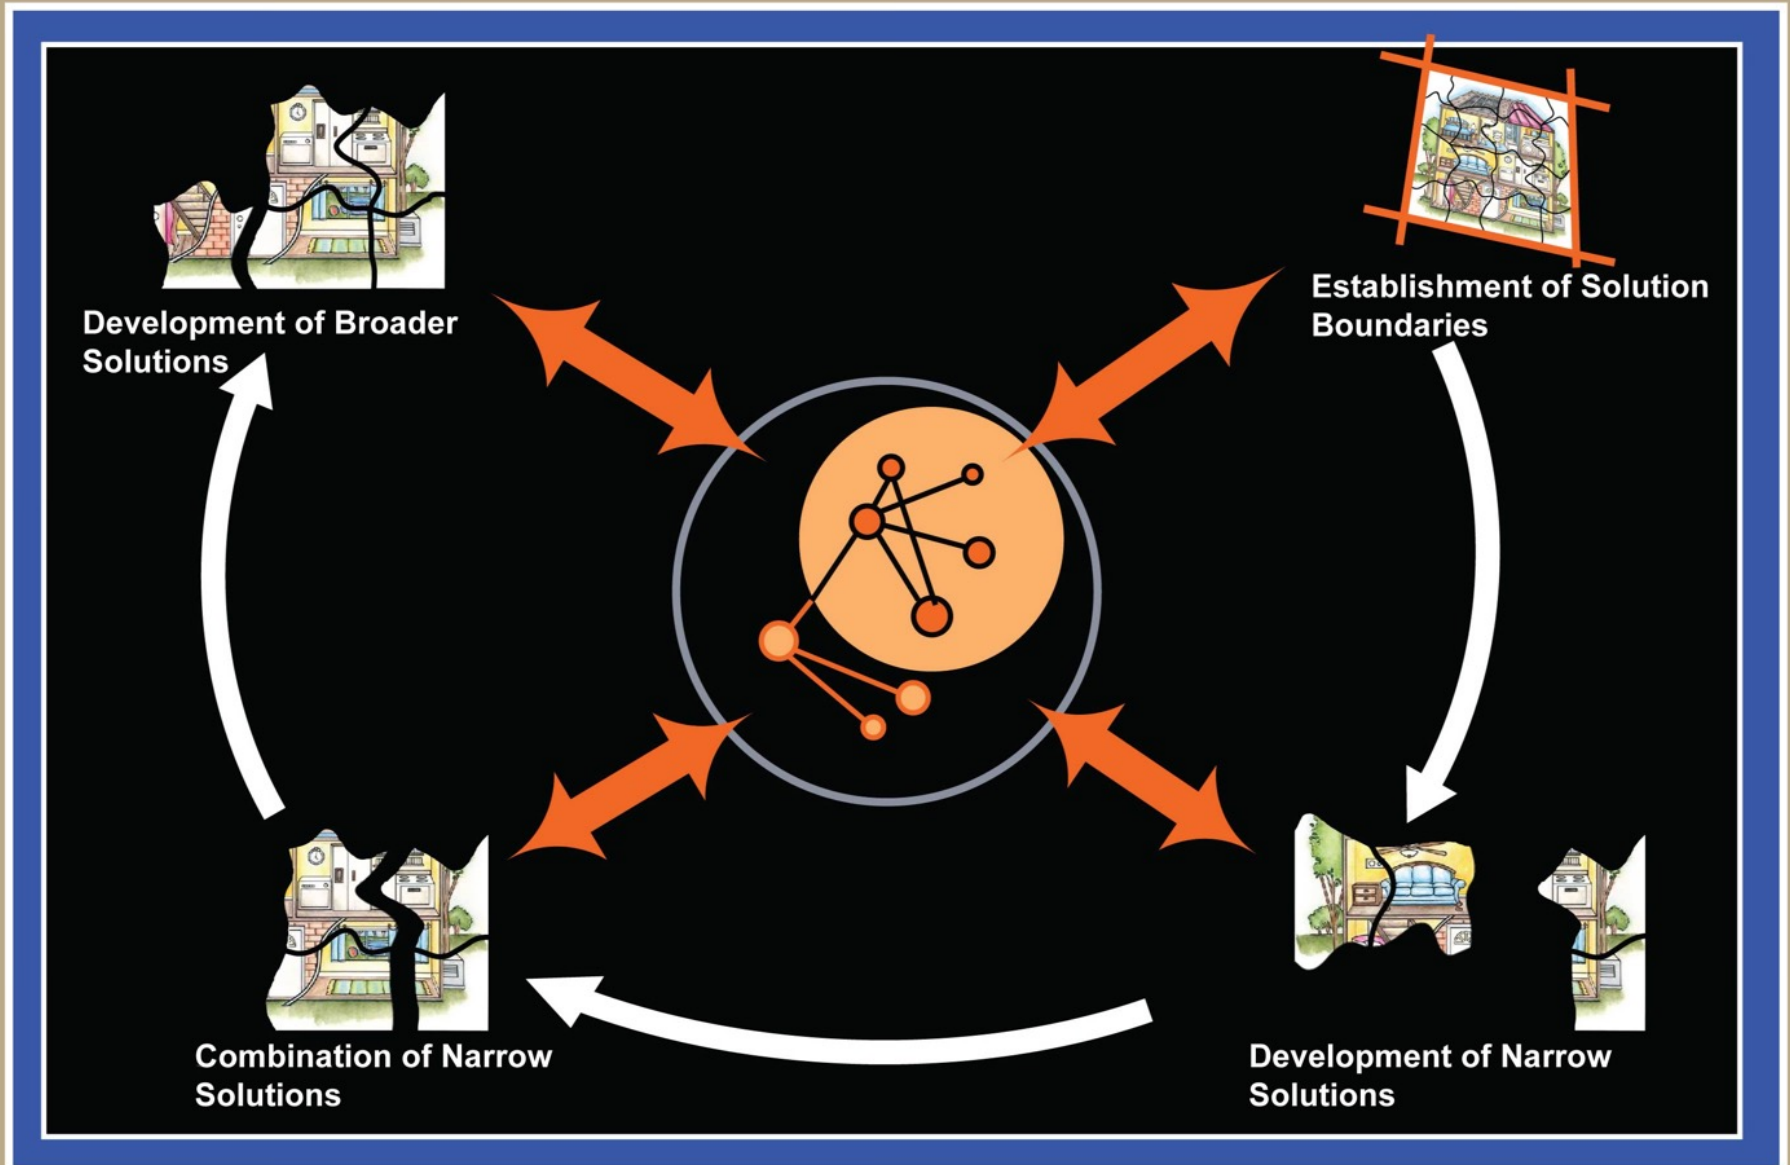 Development of Broader
Solutions
Establishment of Solution
Boundaries
Combination of Narrow
Solutions
Development of Narrow
Solutions